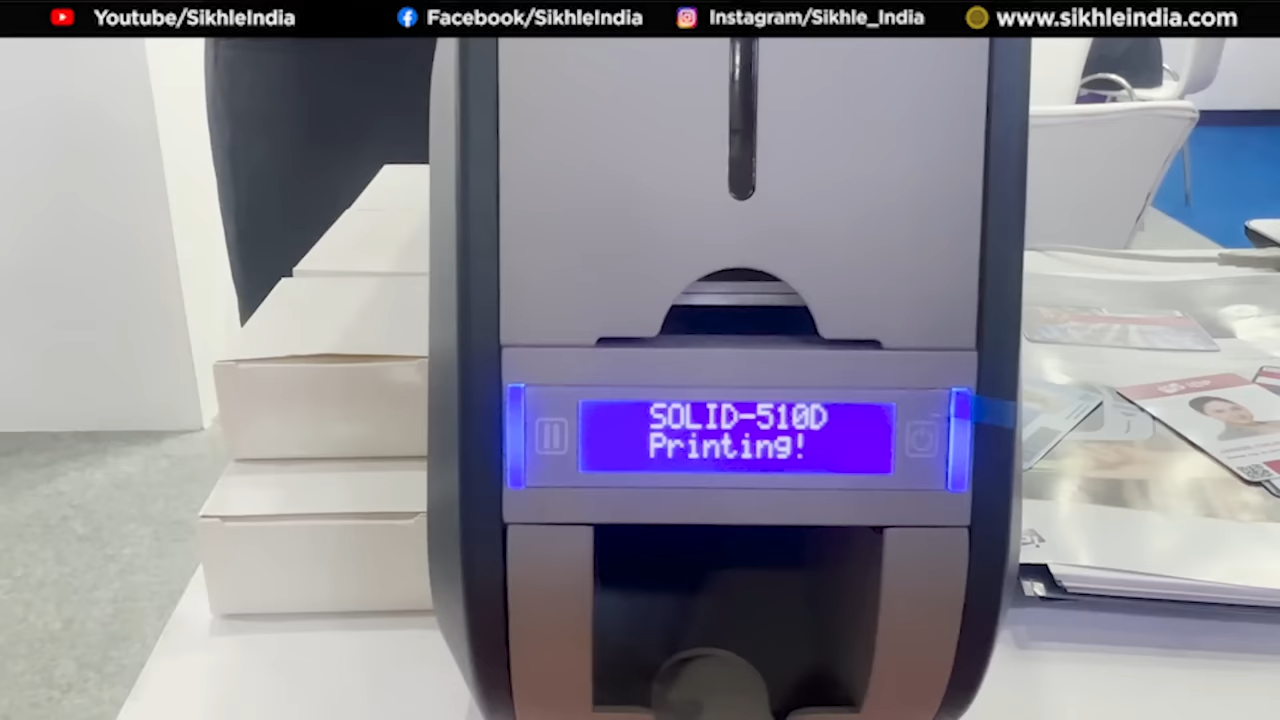 Youtube/SikhleIndia
Facebook/SikhleIndia
Instagram/Sikhle_India
www.sikhleindia.com
SOLID-510D
Printing!